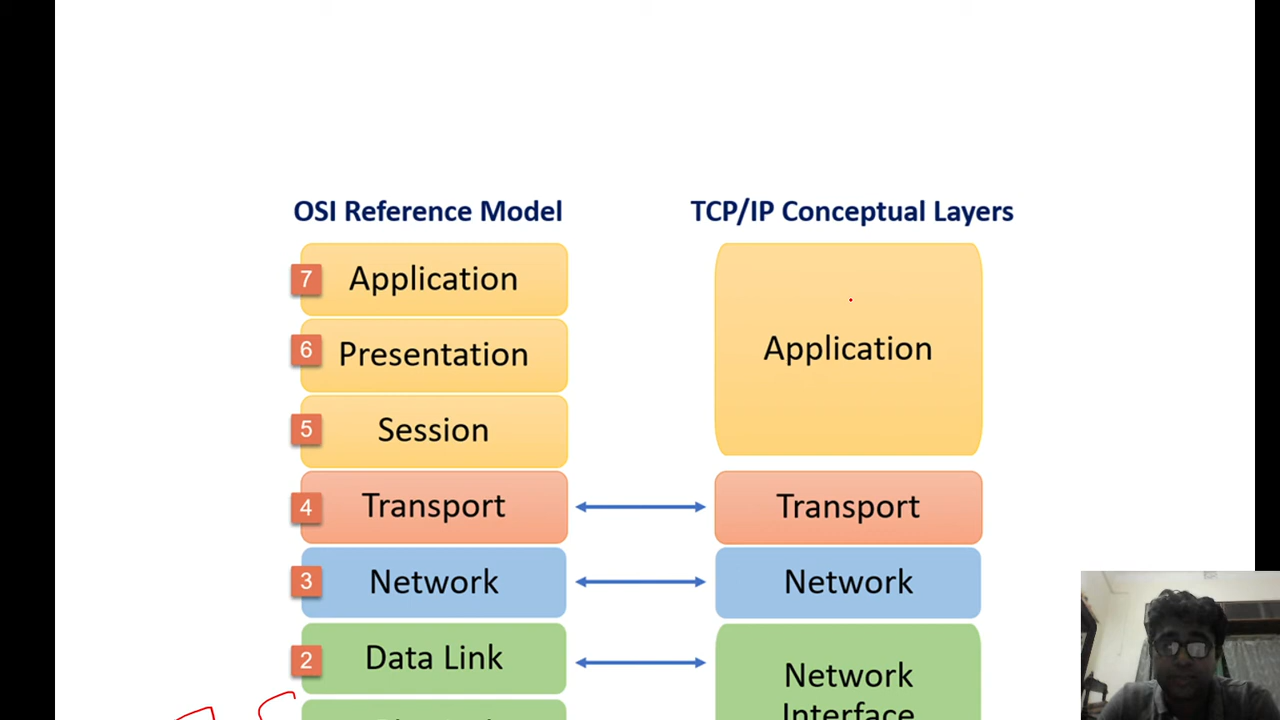 OSI Reference Model
TCP/IP Conceptual Layers
7 Application
6 Presentation
5 Session
Application
4 Transport
Transport
3 Network
Network
2 Data Link
Network
Interface